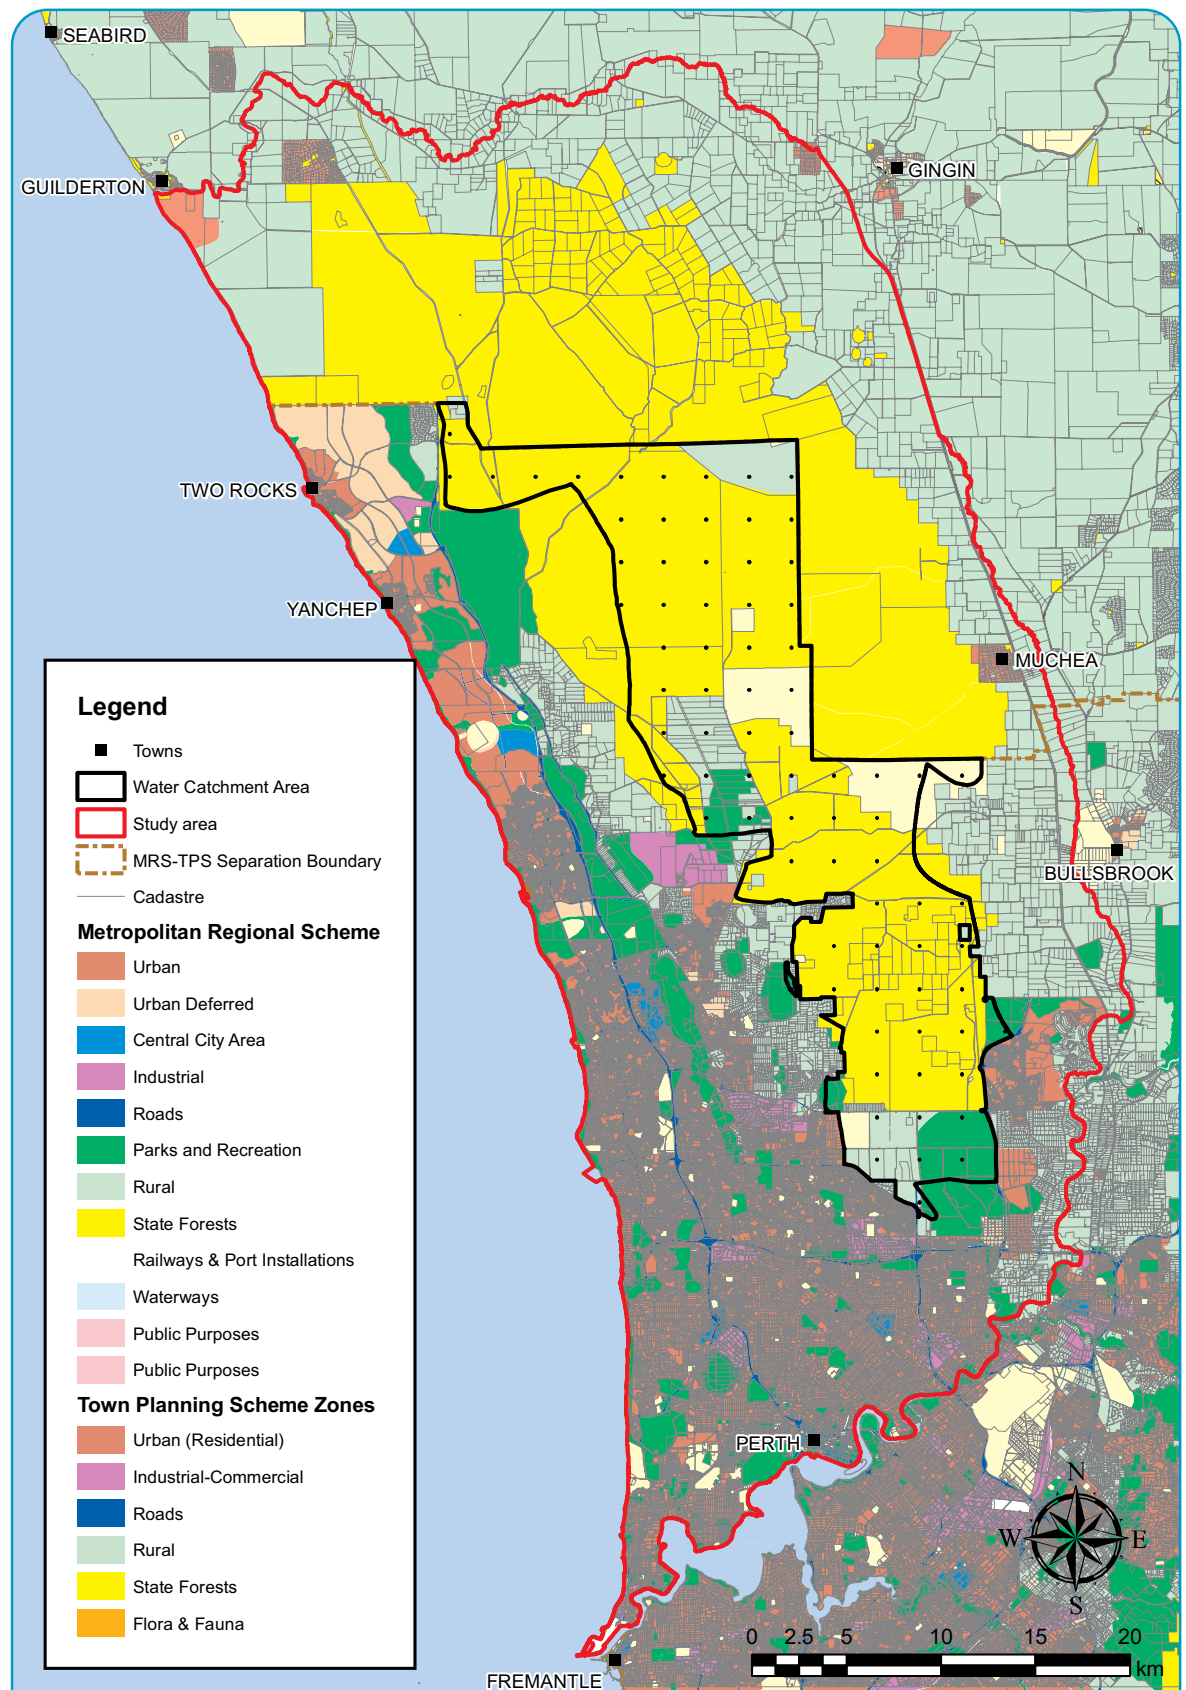 SEABIRD
GINGIN
GUILDERTON
TWO ROCKS
YANCHEP
MUCHEA
BULLSBROOK
PERTH
FREMANTLE
Legend
Towns
Water Catchment Area
Study area
MRS-TPS Separation Boundary
Cadastre
Metropolitan Regional Scheme
Urban
Urban Deferred
Central City Area
Industrial
Roads
Parks and Recreation
Rural
State Forests
Railways & Port Installations
Waterways
Public Purposes
Public Purposes
Town Planning Scheme Zones
Urban (Residential)
Industrial-Commercial
Roads
Rural
State Forests
Flora & Fauna
N
W E
S
0 2.5 5 10 15 20
km